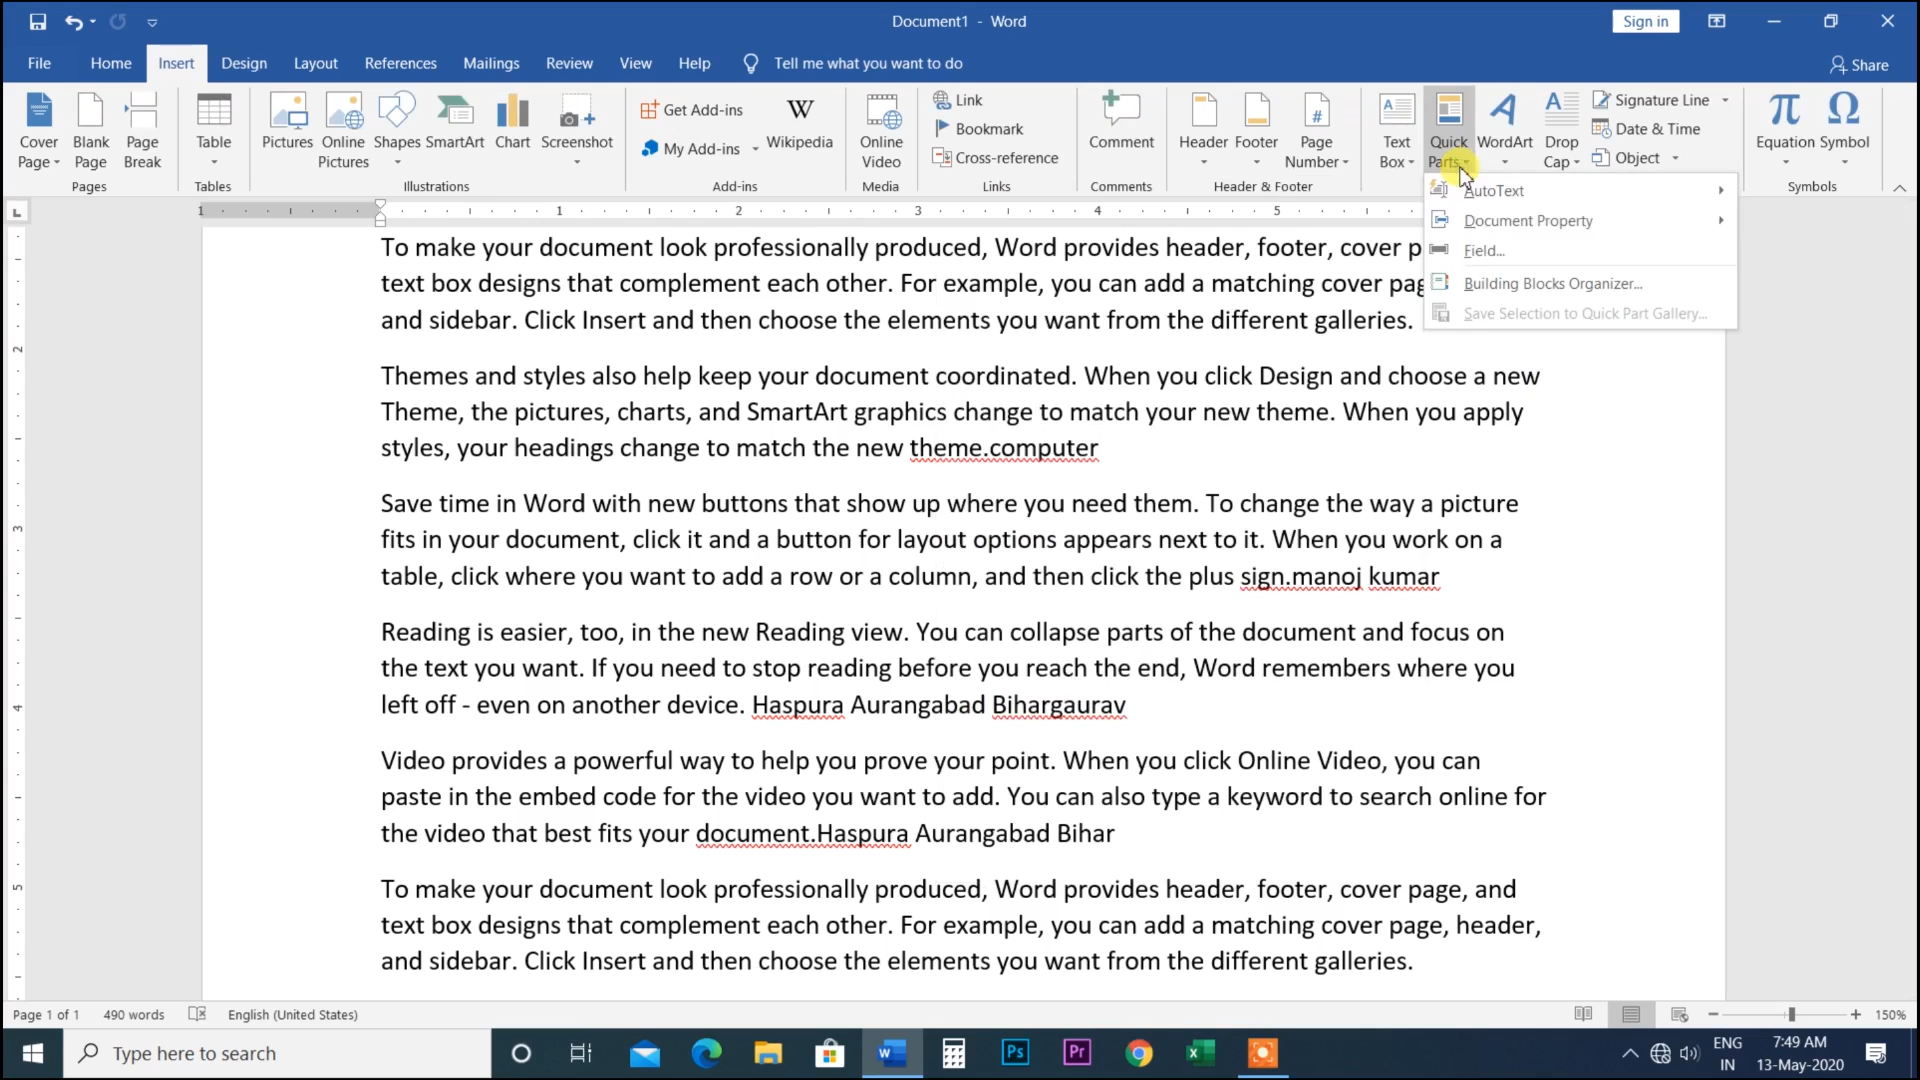 Document1 - Word
Sign in
File Home Insert Design Layout References Mailings Review View Help Tell me what you want to do
Share
Cover Page
Blank Page
Page Break
Pages
Table
Tables
Pictures
Online Pictures
Shapes
SmartArt
Chart
Screenshot
Illustrations
Get Add-ins
My Add-ins
Wikipedia
Add-ins
Online Video
Media
Link
Bookmark
Cross-reference
Links
Comment
Comments
Header
Footer
Page Number
Header & Footer
Text Box
Quick Parts
WordArt
Drop Cap
Signature Line
Date & Time
Object
Equation
Symbol
Symbols
AutoText
Document Property
Field...
Building Blocks Organizer...
Save Selection to Quick Part Gallery...
1 1 2 3 4 5
2
3
4
5
To make your document look professionally produced, Word provides header, footer, cover p
text box designs that complement each other. For example, you can add a matching cover pag
and sidebar. Click Insert and then choose the elements you want from the different galleries.
Themes and styles also help keep your document coordinated. When you click Design and choose a new
Theme, the pictures, charts, and SmartArt graphics change to match your new theme. When you apply
styles, your headings change to match the new theme.computer
Save time in Word with new buttons that show up where you need them. To change the way a picture
fits in your document, click it and a button for layout options appears next to it. When you work on a
table, click where you want to add a row or a column, and then click the plus sign.manoj kumar
Reading is easier, too, in the new Reading view. You can collapse parts of the document and focus on
the text you want. If you need to stop reading before you reach the end, Word remembers where you
left off - even on another device. Haspura Aurangabad Bihargaurav
Video provides a powerful way to help you prove your point. When you click Online Video, you can
paste in the embed code for the video you want to add. You can also type a keyword to search online for
the video that best fits your document.Haspura Aurangabad Bihar
To make your document look professionally produced, Word provides header, footer, cover page, and
text box designs that complement each other. For example, you can add a matching cover page, header,
and sidebar. Click Insert and then choose the elements you want from the different galleries.
Page 1 of 1 490 words English (United States) 150%
Type here to search
Ps
Pr
ENG
IN
7:49 AM
13-May-2020